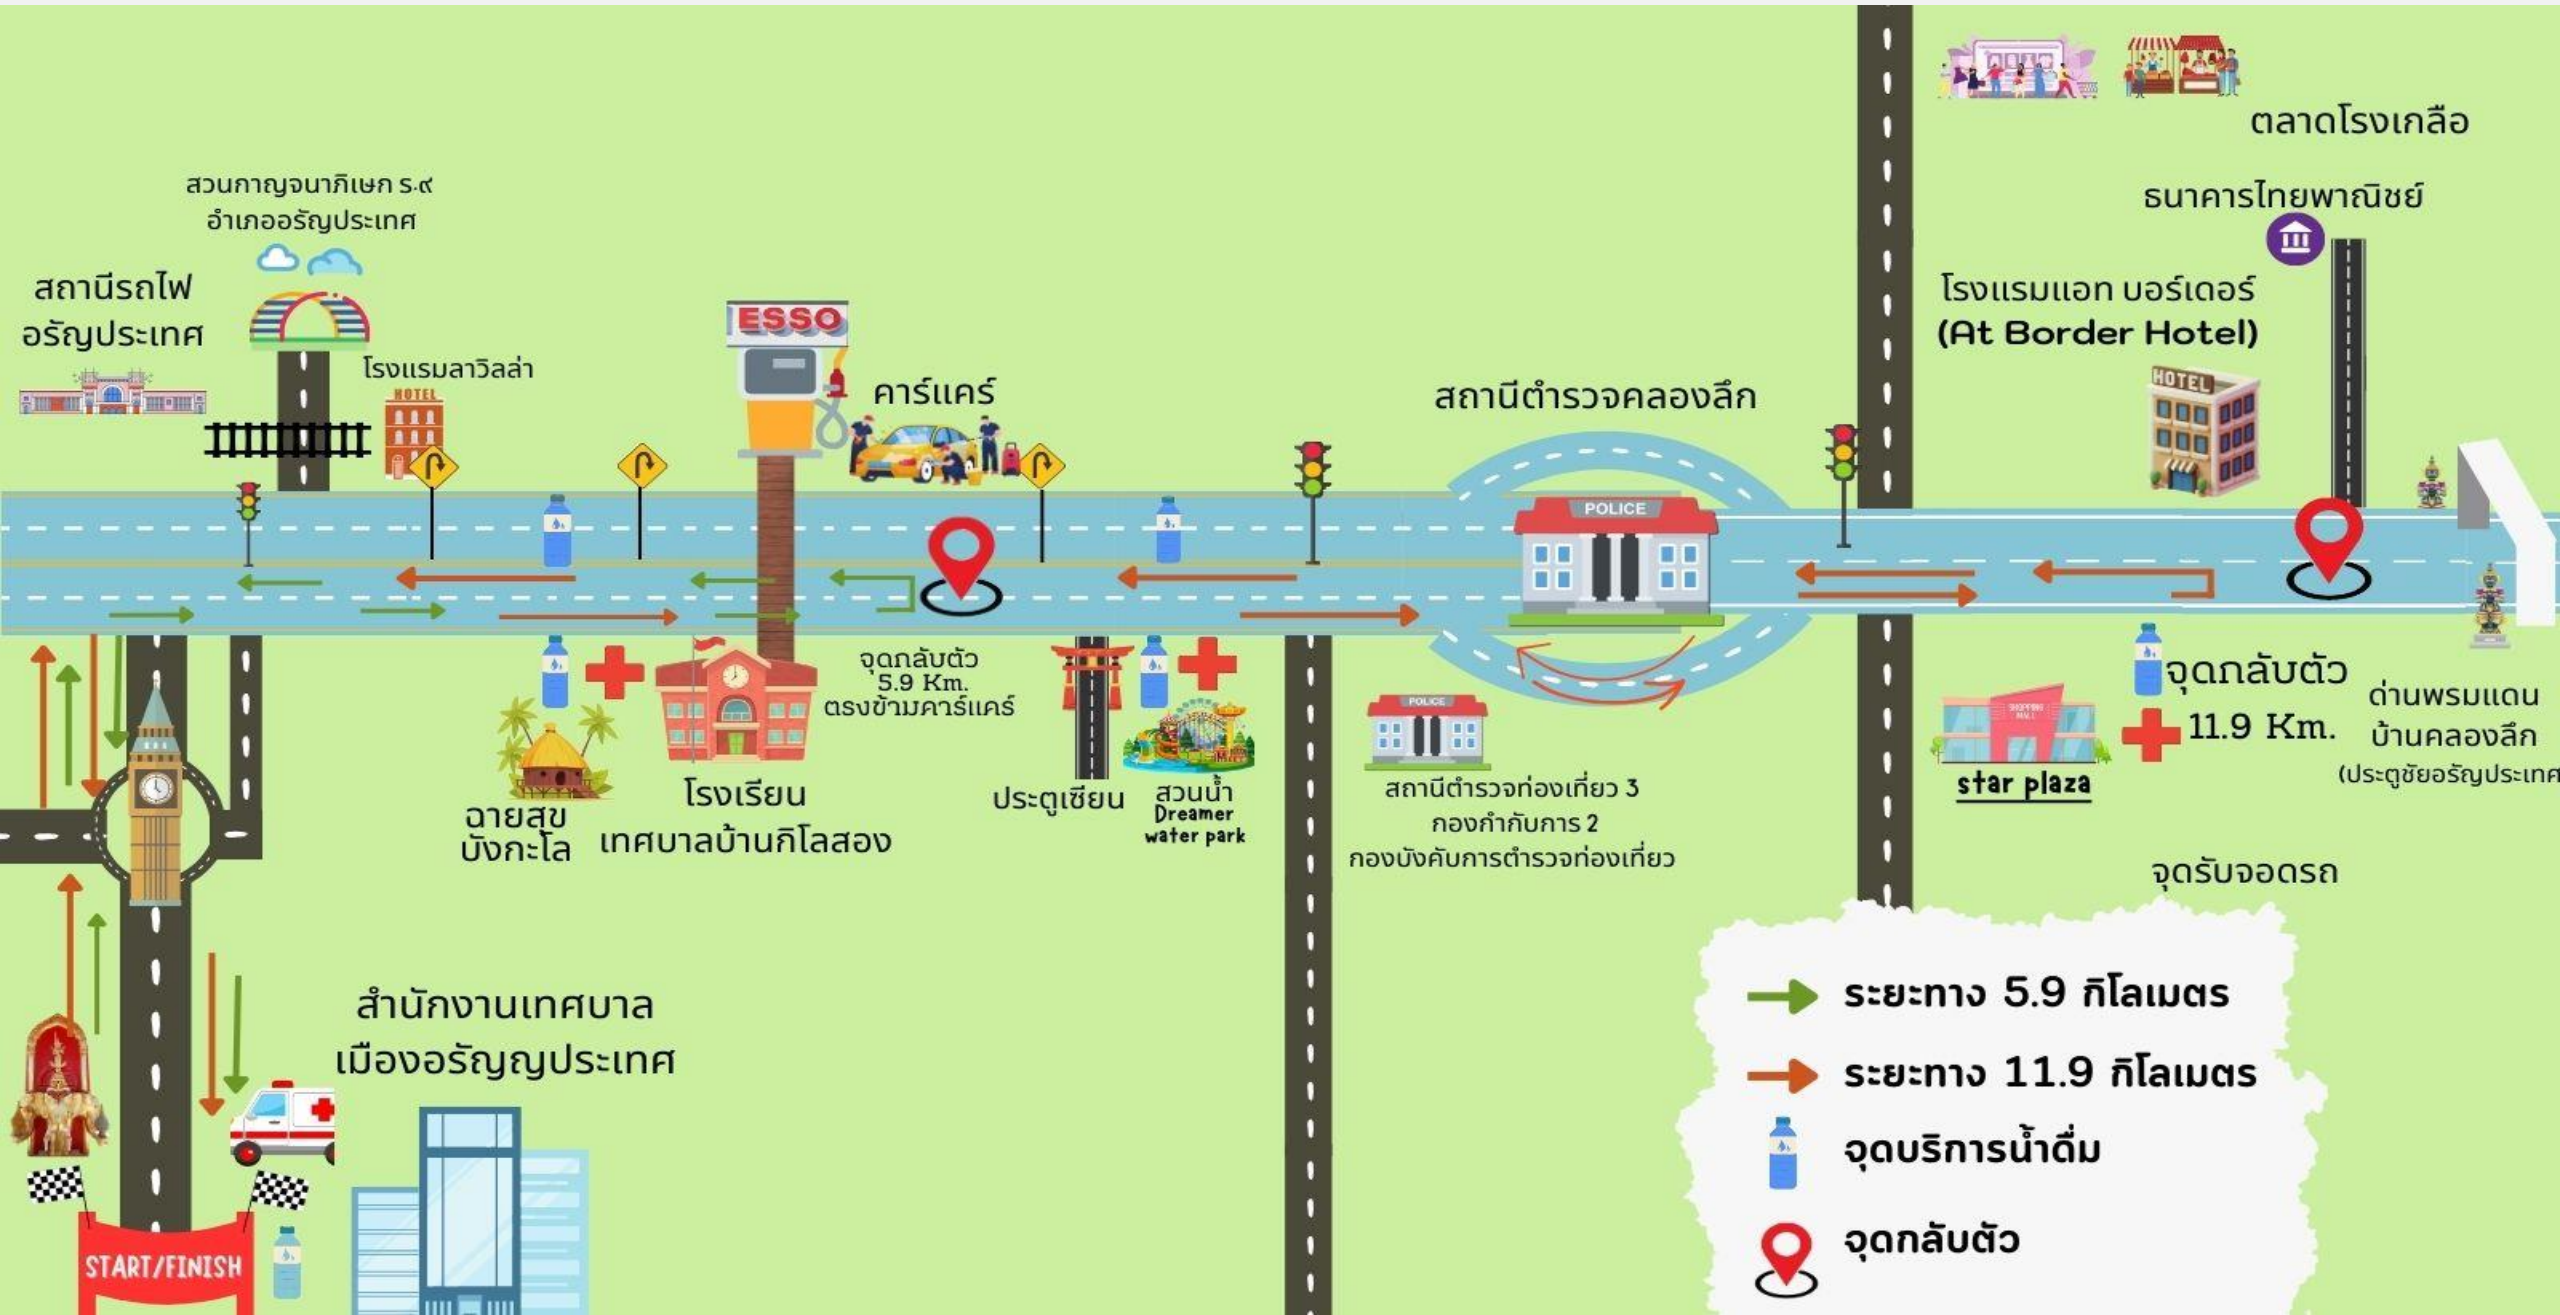 ตลาดโรงเกลือ
สวนกาญจนาภิเษก ร.๙
อำเภออรัญประเทศ
ธนาคารไทยพาณิชย์
สถานีรถไฟ
อรัญประเทศ
โรงแรมแอท บอร์เดอร์
(At Border Hotel)
ESSO
โรงแรมลาวิลล่า
HOTEL
คาร์แคร์
สถานีตำรวจคลองลึก
HOTEL
POLICE
จุดกลับตัว
5.9 Km.
ตรงข้ามคาร์แคร์
จุดกลับตัว
11.9 Km.
ด่านพรมแดน
บ้านคลองลึก
(ประตูชัยอรัญประเทศ
POLICE
SHOPPING
MALL
star plaza
ฉายสุข
บังกะโล
โรงเรียน
เทศบาลบ้านกิโลสอง
ประตูเซียน
สวนน้ำ
Dreamer
water park
สถานีตำรวจท่องเที่ยว 3
กองกำกับการ 2
กองบังคับการตำรวจท่องเที่ยว
จุดรับจอดรถ
สำนักงานเทศบาล
เมืองอรัญญประเทศ
START/FINISH
ระยะทาง 5.9 กิโลเมตร
ระยะทาง 11.9 กิโลเมตร
จุดบริการน้ำดื่ม
จุดกลับตัว